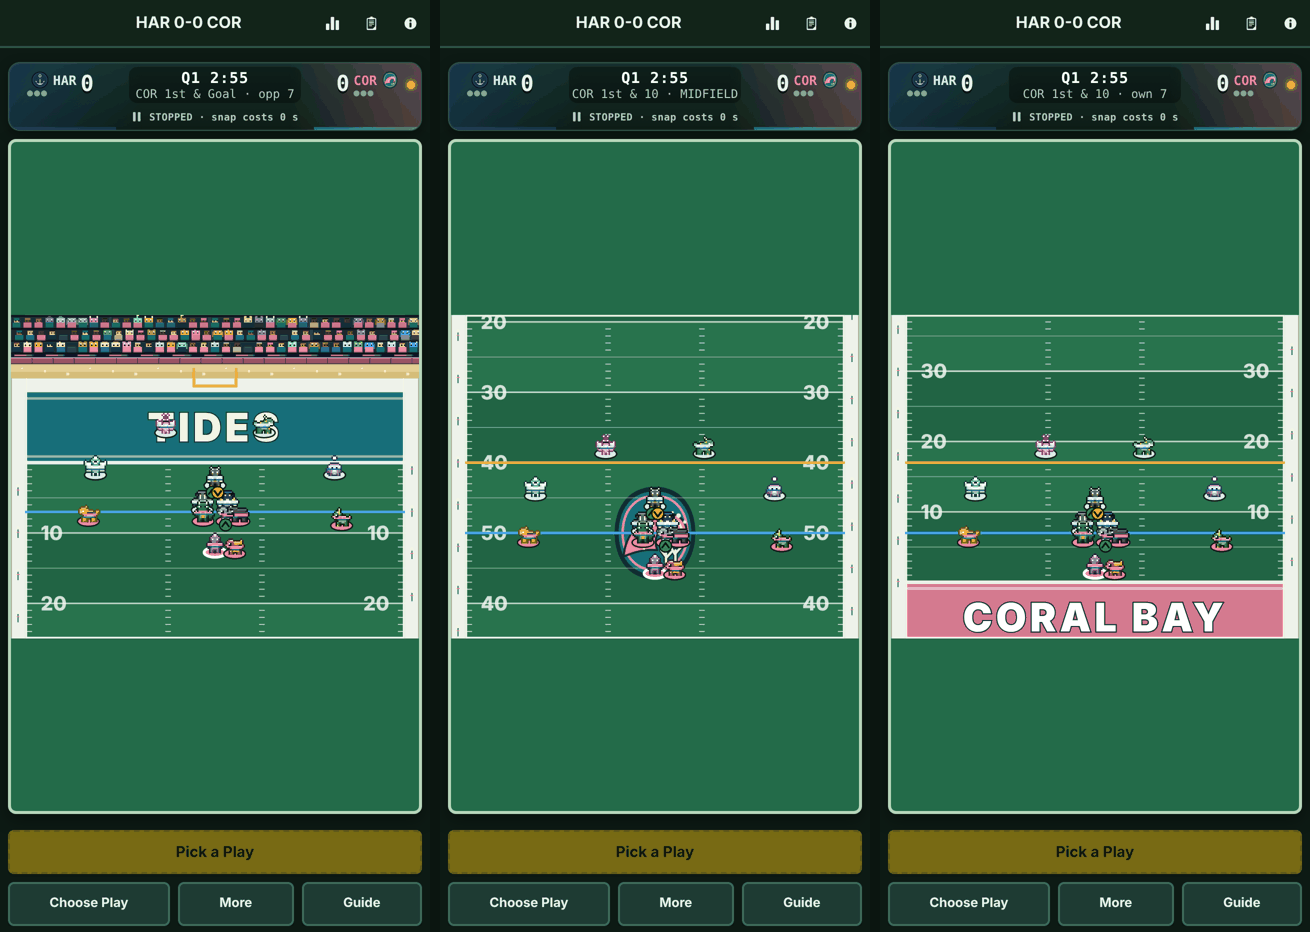 HAR 0-0 COR
HAR 0
Q1 2:55
COR 1st & Goal · opp 7
STOPPED · snap costs 0 s
0 COR
TIDES
10 10
20 20
Pick a Play
Choose Play
More
Guide
HAR 0-0 COR
HAR 0
Q1 2:55
COR 1st & 10 · MIDFIELD
STOPPED · snap costs 0 s
0 COR
20 20
30 30
40 40
50 50
40 40
Pick a Play
Choose Play
More
Guide
HAR 0-0 COR
HAR 0
Q1 2:55
COR 1st & 10 · own 7
STOPPED · snap costs 0 s
0 COR
30 30
20 20
10 10
CORAL BAY
Pick a Play
Choose Play
More
Guide